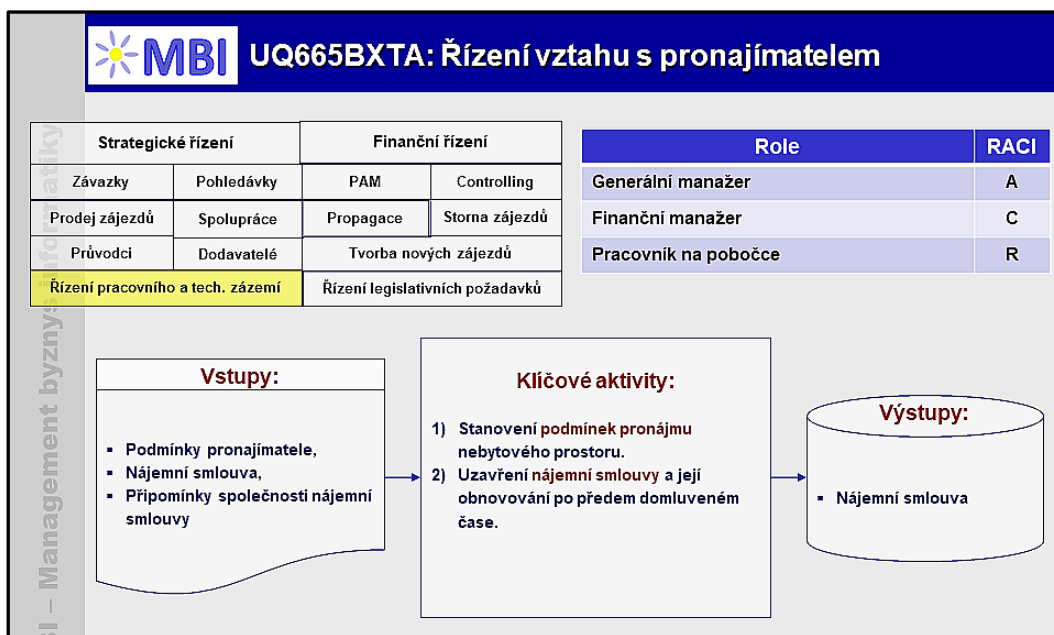 MBI
UQ665BXTA: Řízení vztahu s pronajímatelem
Strategické řízení
Finanční řízení
Závazky
Pohledávky
PAM
Controlling
Prodej zájezdů
Spolupráce
Propagace
Storna zájezdů
Průvodci
Dodavatelé
Tvorba nových zájezdů
Řízení pracovního a tech. zázemí
Řízení legislativních požadavků
Role
RACI
Generální manažer
A
Finanční manažer
C
Pracovník na pobočce
R
Vstupy:
▪ Podmínky pronajímatele,
▪ Nájemní smlouva,
▪ Připomínky společnosti nájemní
smlouvy
Klíčové aktivity:
1) Stanovení podmínek pronájmu
nebytového prostoru.
2) Uzavření nájemní smlouvy a její
obnovování po předem domluveném
čase.
Výstupy:
▪ Nájemní smlouva
BI – Management byznys informatiky